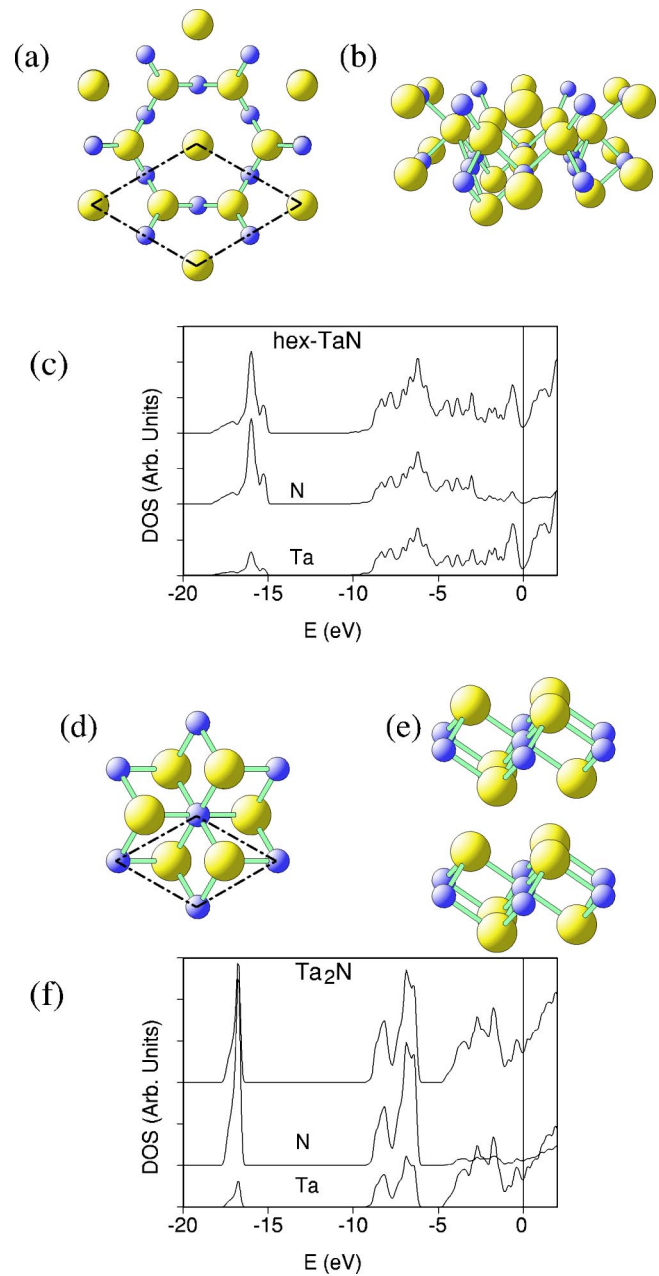 (a)
(b)
(c)
hex-TaN
N
Ta
DOS (Arb. Units)
-20 -15 -10 -5 0
E (eV)
(d)
(e)
(f)
Ta₂N
N
Ta
DOS (Arb. Units)
-20 -15 -10 -5 0
E (eV)